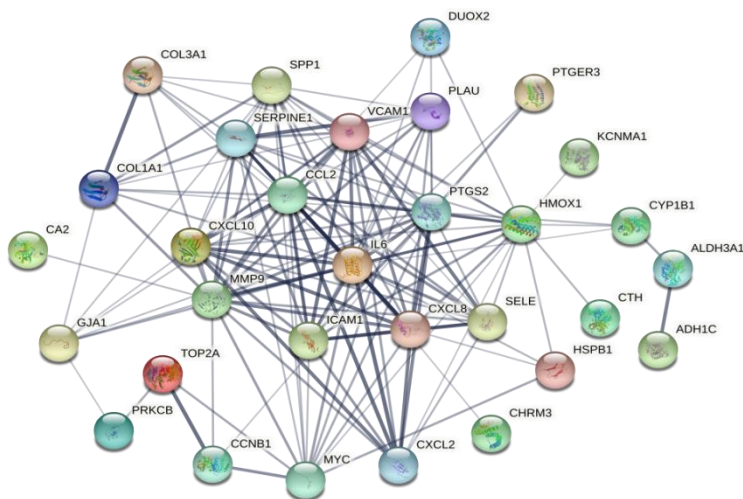 DUOX2
COL3A1
SPP1
PTGER3
PLAU
VCAM1
SERPINE1
KCNMA1
COL1A1
CCL2
PTGS2
HMOX1
CYP1B1
CA2
CXCL10
IL6
ALDH3A1
MMP9
GJA1
ICAM1
CXCL8
SELE
CTH
ADH1C
TOP2A
HSPB1
PRKCB
CHRM3
CCNB1
MYC
CXCL2